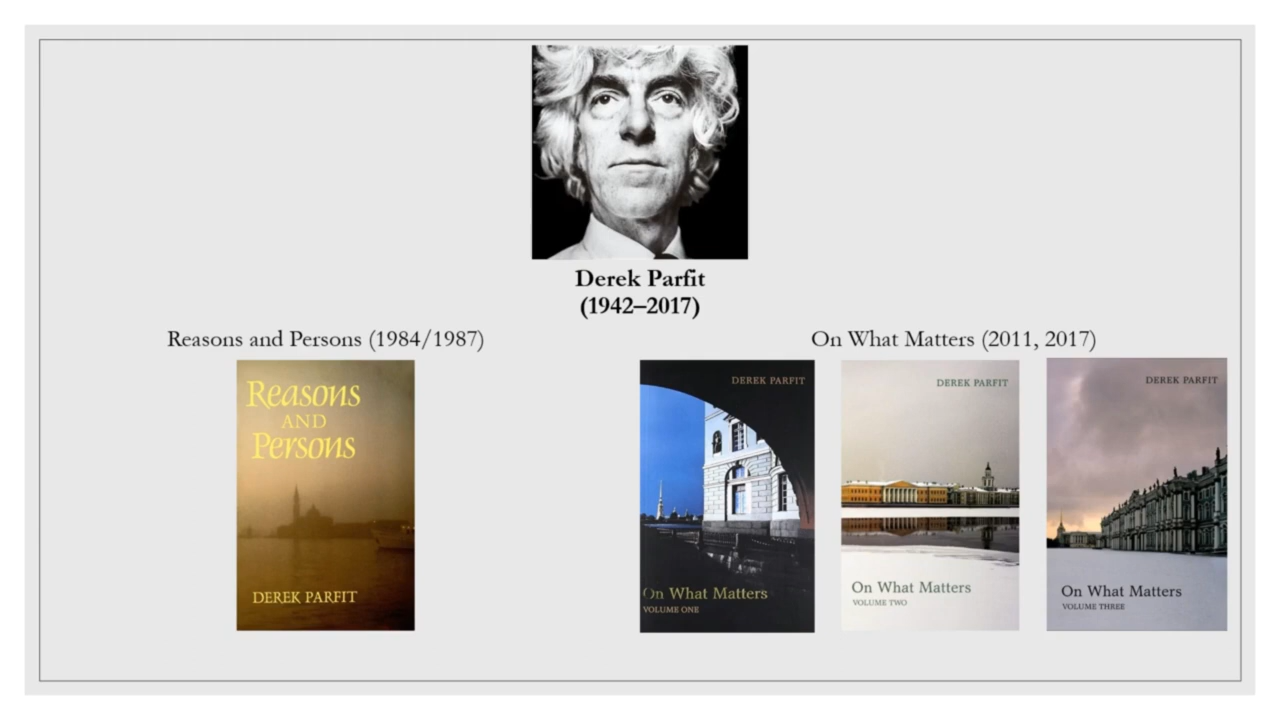 Derek Parfit
(1942–2017)
Reasons and Persons (1984/1987)
On What Matters (2011, 2017)
Reasons
AND
Persons
DEREK PARFIT
DEREK PARFIT
On What Matters
VOLUME ONE
DEREK PARFIT
On What Matters
VOLUME TWO
DEREK PARFIT
On What Matters
VOLUME THREE